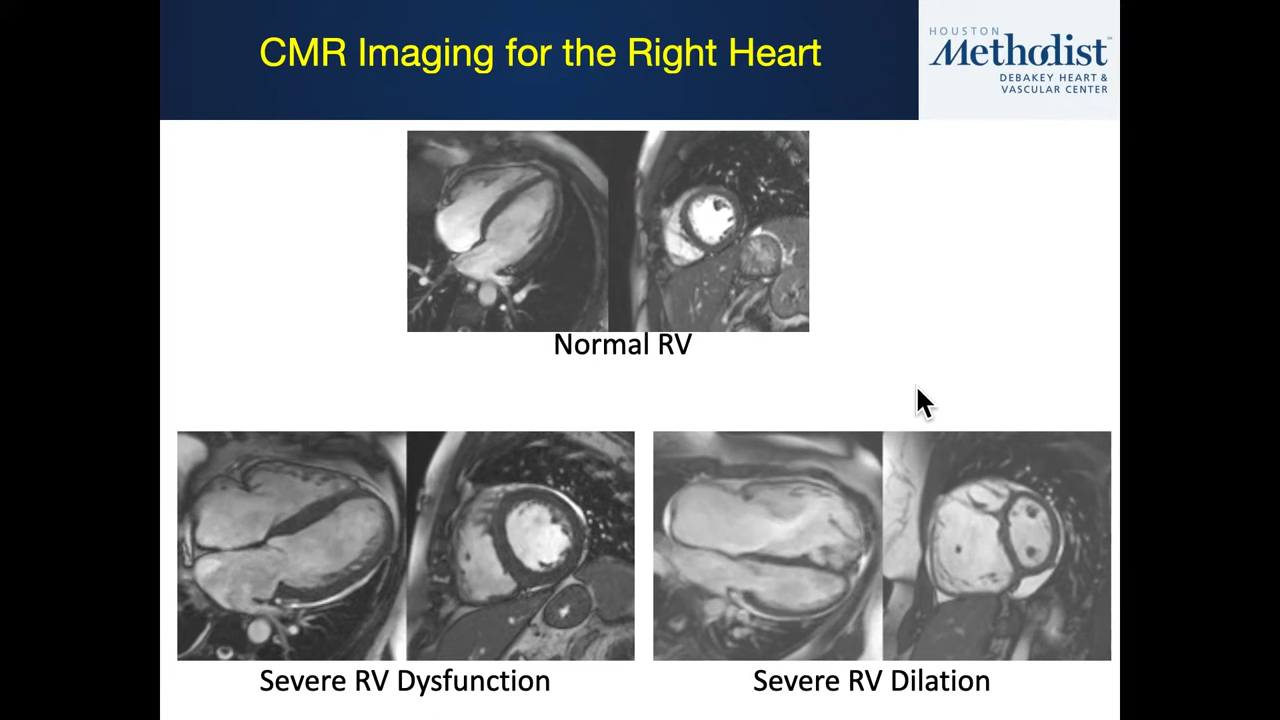 CMR Imaging for the Right Heart
HOUSTON
Methodist
DEBAKEY HEART &
VASCULAR CENTER
Normal RV
Severe RV Dysfunction
Severe RV Dilation